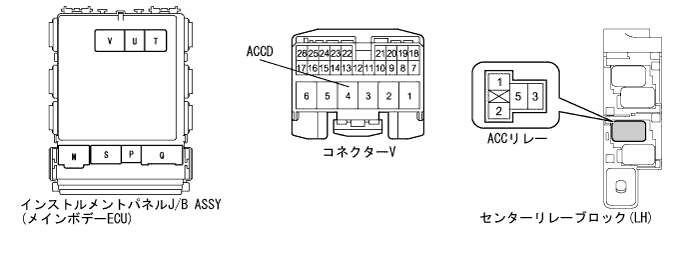 V U T
N S P Q
インストルメントパネルJ/B ASSY
(メインボデーECU)
ACCD
26 25 24 23 22 21 20 19 18
17 16 15 14 13 12 11 10 9 8 7
6 5 4 3 2 1
コネクターV
1
5 3
2
ACCリレー
センターリレーブロック(LH)